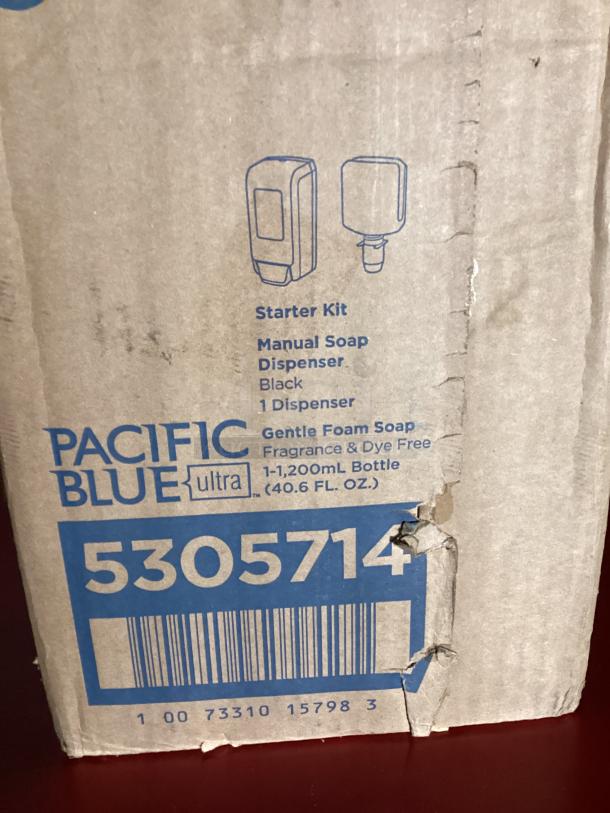 Starter Kit
Manual Soap
Dispenser
Black
1 Dispenser
Gentle Foam Soap
Fragrance & Dye Free
1-1,200mL Bottle
(40.6 FL. OZ.)
PACIFIC
BLUE ultra™
5305714
1 00 73310 15798 3